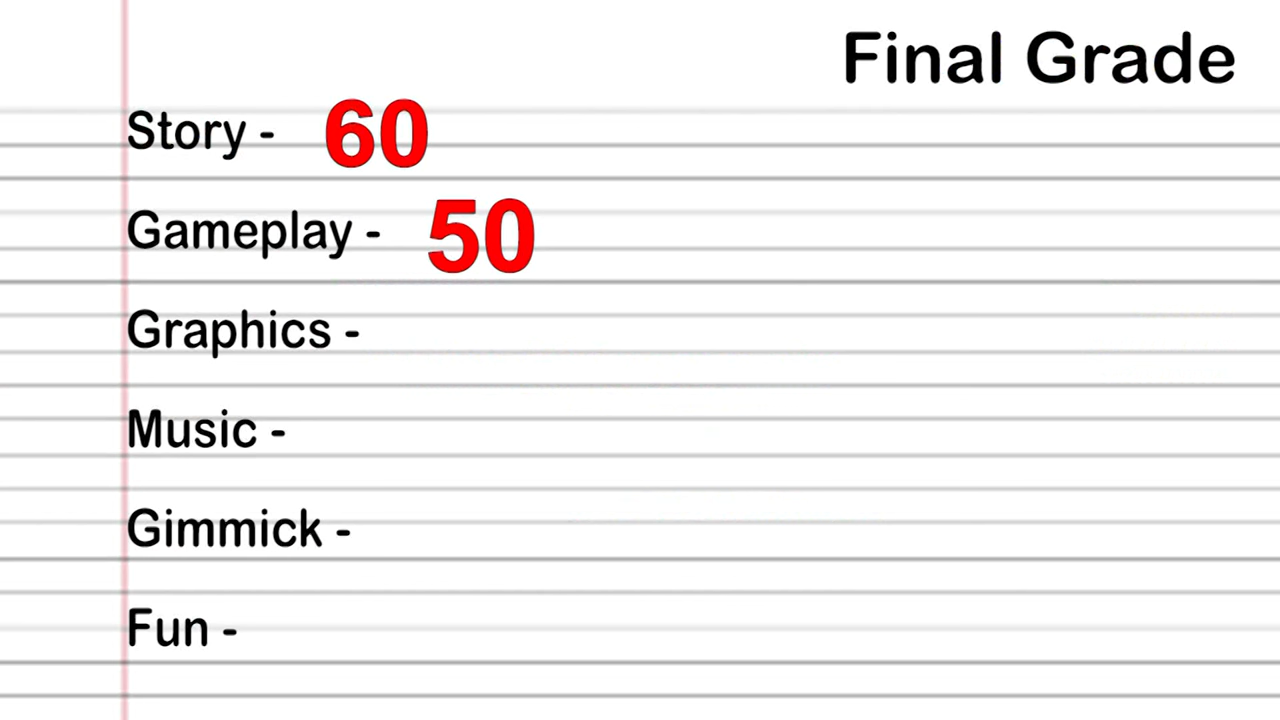 Final Grade
Story - 60
Gameplay - 50
Graphics -
Music -
Gimmick -
Fun -